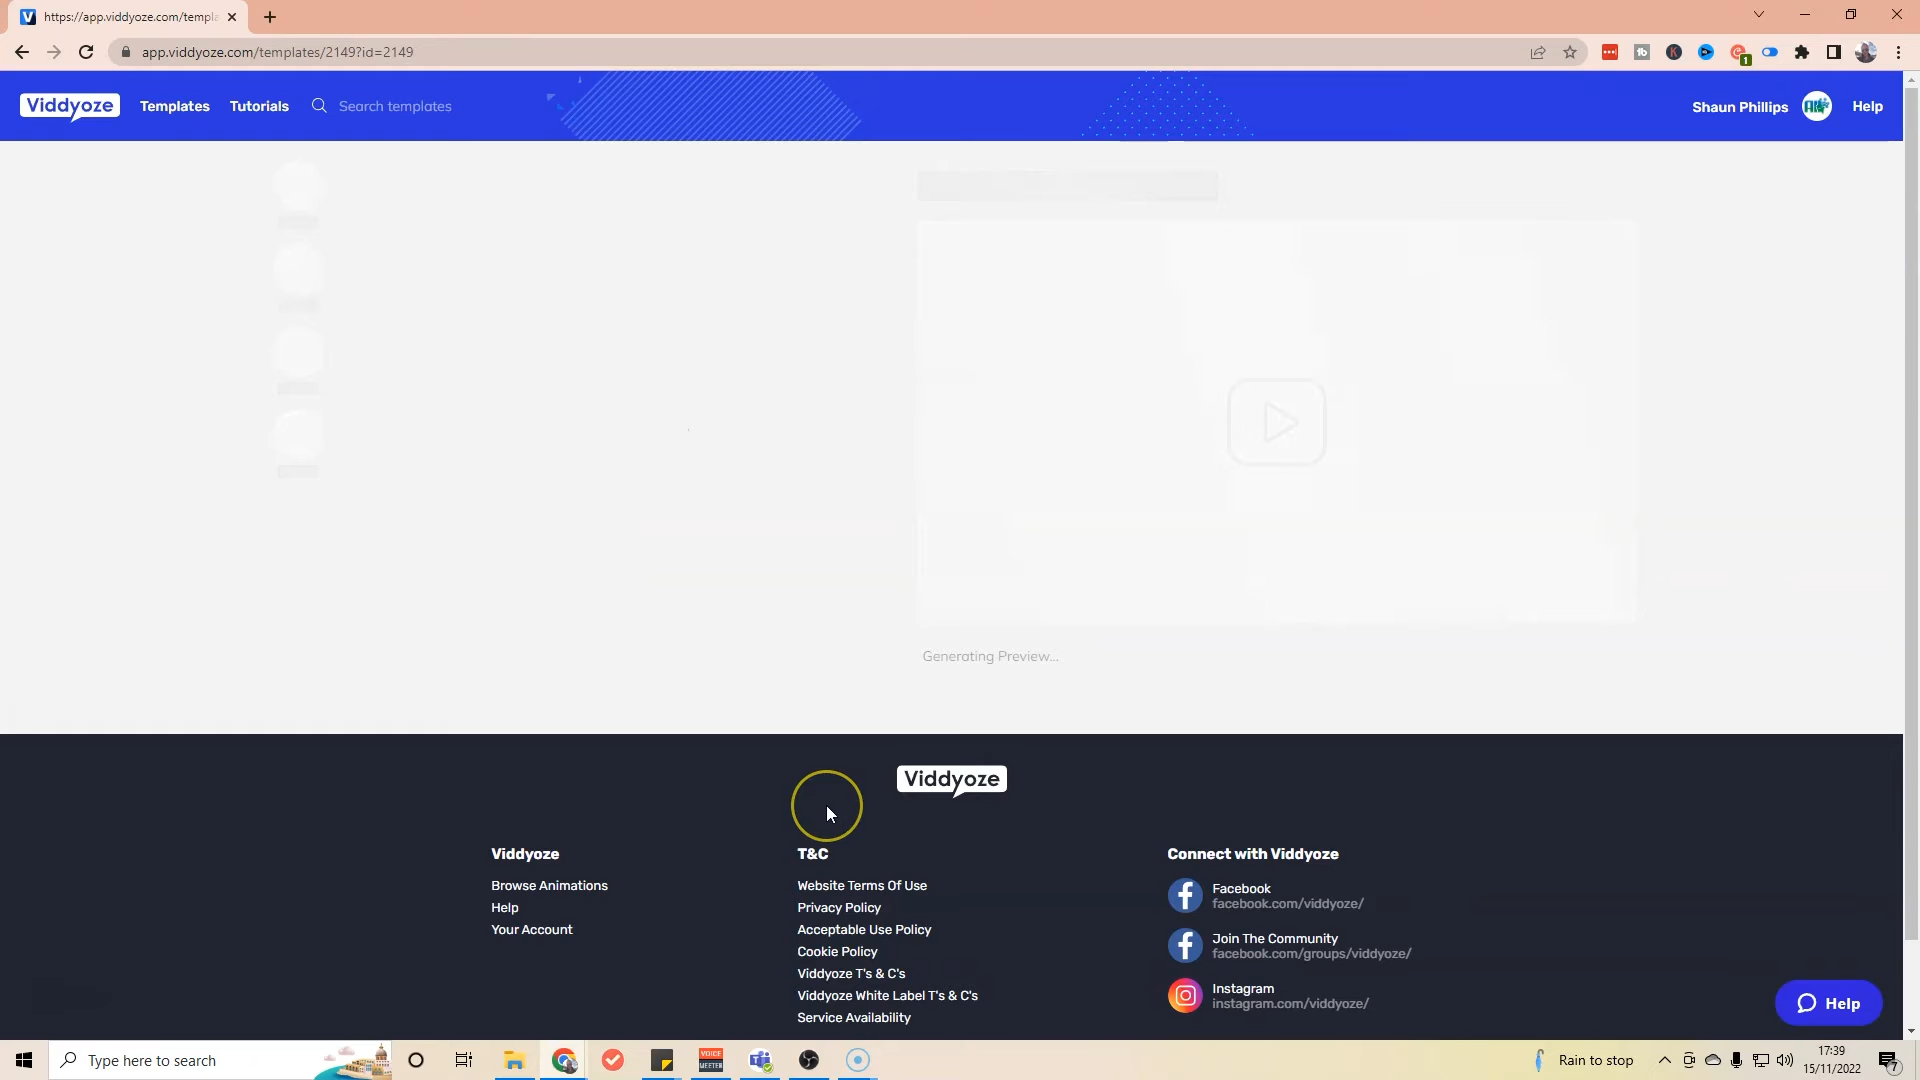 https://app.viddyoze.com/templa
app.viddyoze.com/templates/2149?id=2149
1
Viddyoze
Templates
Tutorials
Search templates
Shaun Phillips
Help
Generating Preview...
Viddyoze
Viddyoze
Browse Animations
Help
Your Account
T&C
Website Terms Of Use
Privacy Policy
Acceptable Use Policy
Cookie Policy
Viddyoze T's & C's
Viddyoze White Label T's & C's
Service Availability
Connect with Viddyoze
Facebook
facebook.com/viddyoze/
Join The Community
facebook.com/groups/viddyoze/
Instagram
instagram.com/viddyoze/
Help
Type here to search
VOICE
MEETER
Rain to stop
17:39
15/11/2022
7